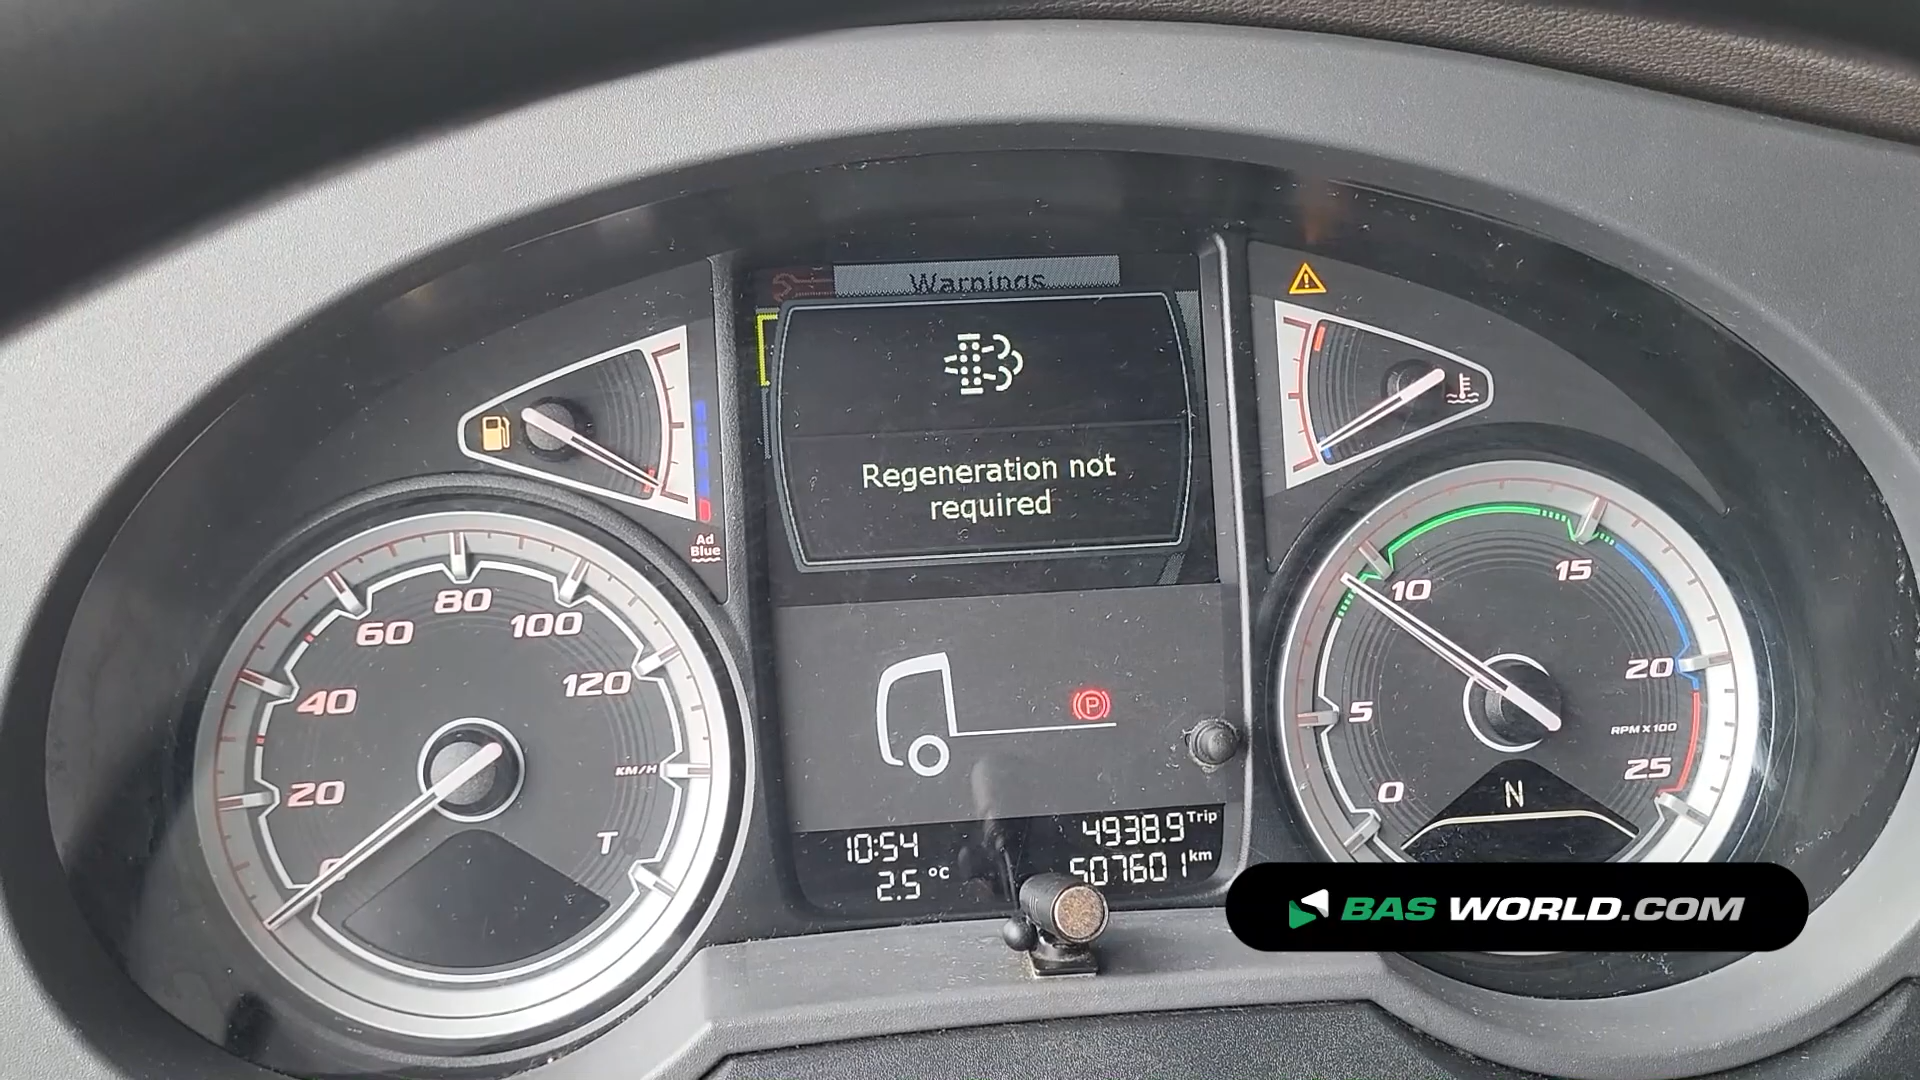 Warnings
Regeneration not
required
Ad
Blue
0
20
40
60
80
100
120
KM/H
T
P
10:54
2.5 °C
4938.9 Trip
507601 km
0
5
10
15
20
25
RPM X 100
N
BAS WORLD.COM